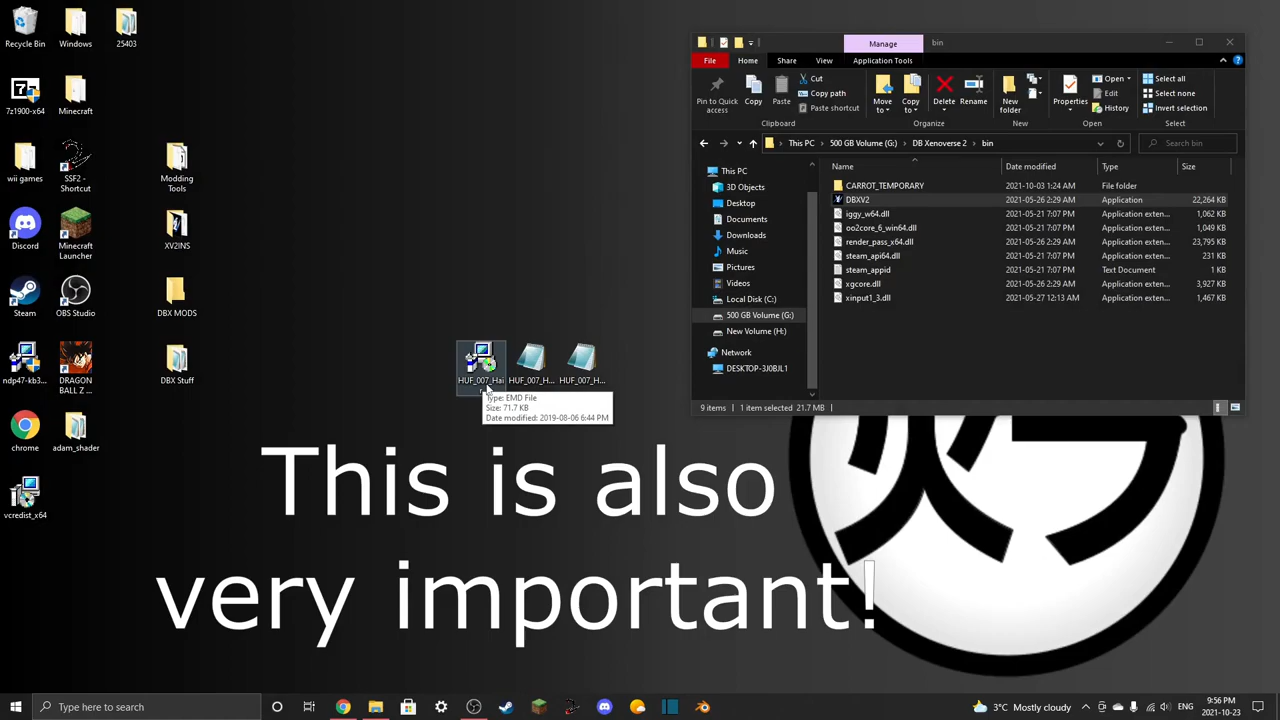 Recycle Bin
Windows
25403
7z1900-x64
Minecraft
wii games
SSF2 -
Shortcut
Modding
Tools
Discord
Minecraft
Launcher
XV2INS
Steam
OBS Studio
DBX MODS
ndp47-kb3...
DRAGON
BALL Z ...
DBX Stuff
chrome
adam_shader
vcredist_x64
HUF_007_Hai
HUF_007_H...
HUF_007_H...
Type: EMD File
Size: 71.7 KB
Date modified: 2019-08-06 6:44 PM
Manage
bin
File
Home
Share
View
Application Tools
Pin to Quick
access
Copy
Paste
Cut
Copy path
Paste shortcut
Clipboard
Move
to
Copy
to
Delete
Rename
Organize
New
folder
New
Properties
Open
Edit
History
Open
Select all
Select none
Invert selection
Select
This PC
500 GB Volume (G:)
DB Xenoverse 2
bin
Search bin
This PC
3D Objects
Desktop
Documents
Downloads
Music
Pictures
Videos
Local Disk (C:)
500 GB Volume (G:)
New Volume (H:)
Network
DESKTOP-3J0BJL1
Name Date modified Type Size
CARROT_TEMPORARY 2021-10-03 1:24 AM File folder
DBXV2 2021-05-26 2:29 AM Application 22,264 KB
iggy_w64.dll 2021-05-21 7:07 PM Application exten... 1,062 KB
oo2core_6_win64.dll 2021-05-21 7:07 PM Application exten... 1,049 KB
render_pass_x64.dll 2021-05-26 2:29 AM Application exten... 23,795 KB
steam_api64.dll 2021-05-21 7:07 PM Application exten... 231 KB
steam_appid 2021-05-21 7:07 PM Text Document 1 KB
xgcore.dll 2021-05-26 2:29 AM Application exten... 3,927 KB
xinput1_3.dll 2021-05-27 12:13 AM Application exten... 1,467 KB
9 items 1 item selected 21.7 MB
This is also
very important!
Type here to search
3°C Mostly cloudy
9:56 PM
2021-10-23